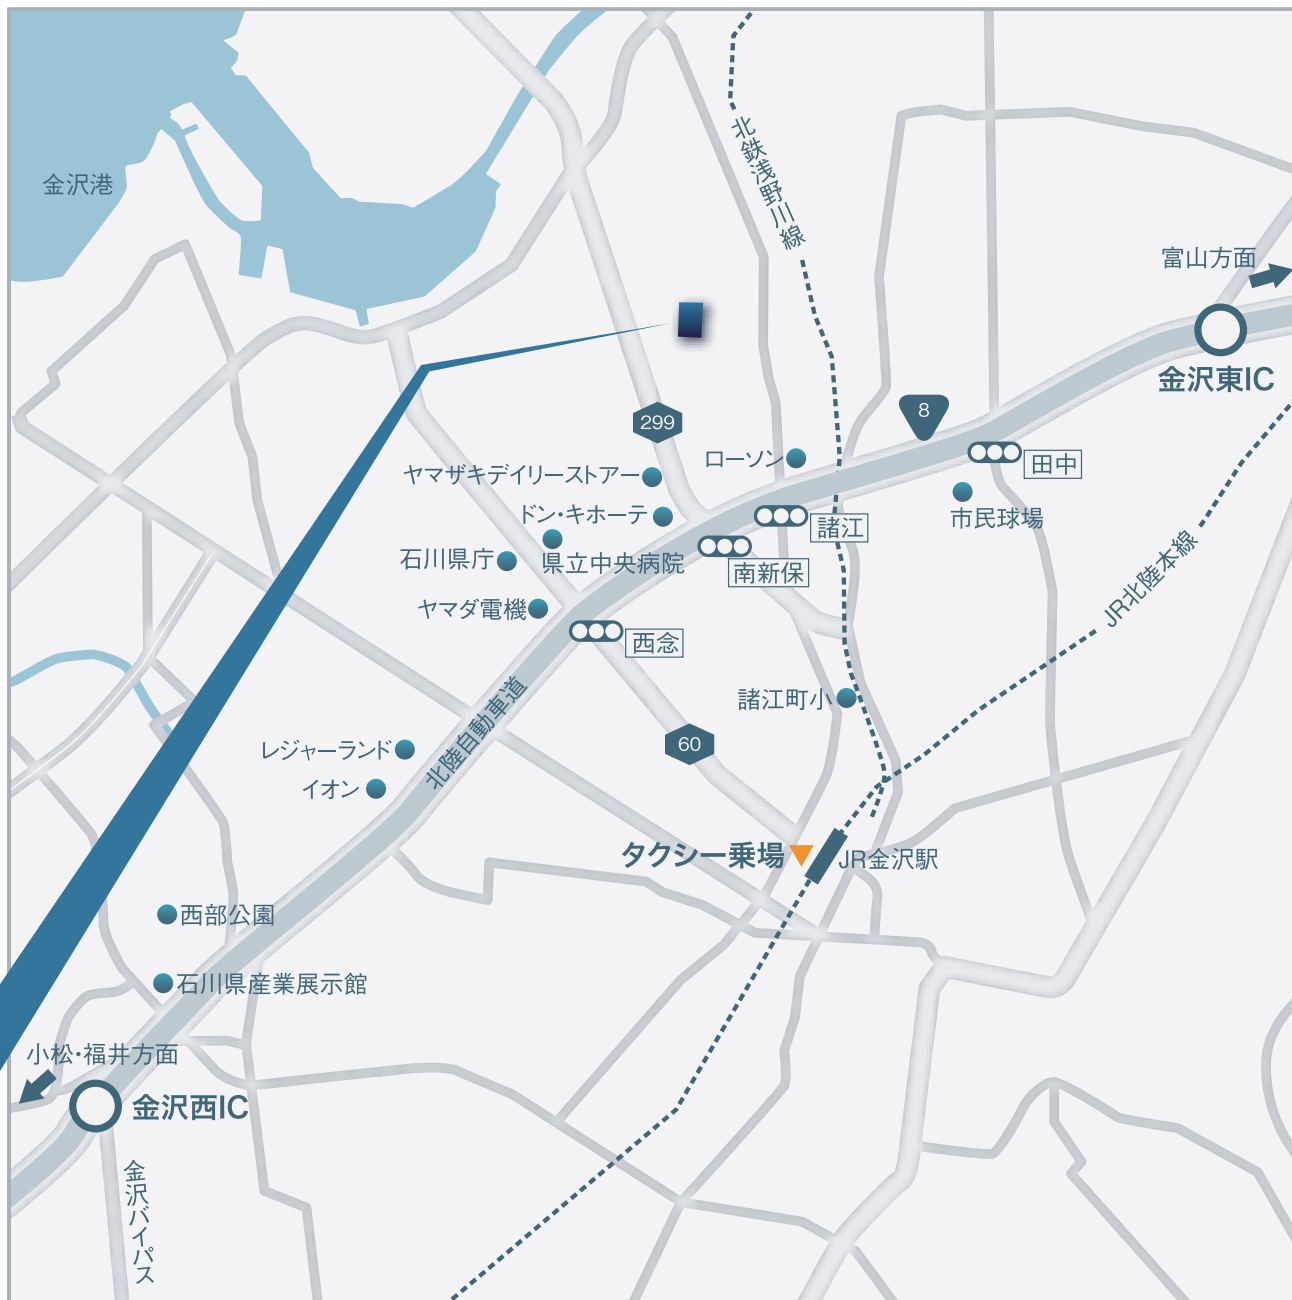 金沢港
北鉄浅野川線
富山方面
金沢東IC
8
299
ローソン
田中
ヤマザキデイリーストアー
市民球場
ドン・キホーテ
諸江
石川県庁
県立中央病院
南新保
ヤマダ電機
JR北陸本線
西念
諸江町小
北陸自動車道
60
レジャーランド
イオン
タクシー乗場
JR金沢駅
西部公園
石川県産業展示館
小松・福井方面
金沢西IC
金沢バイパス